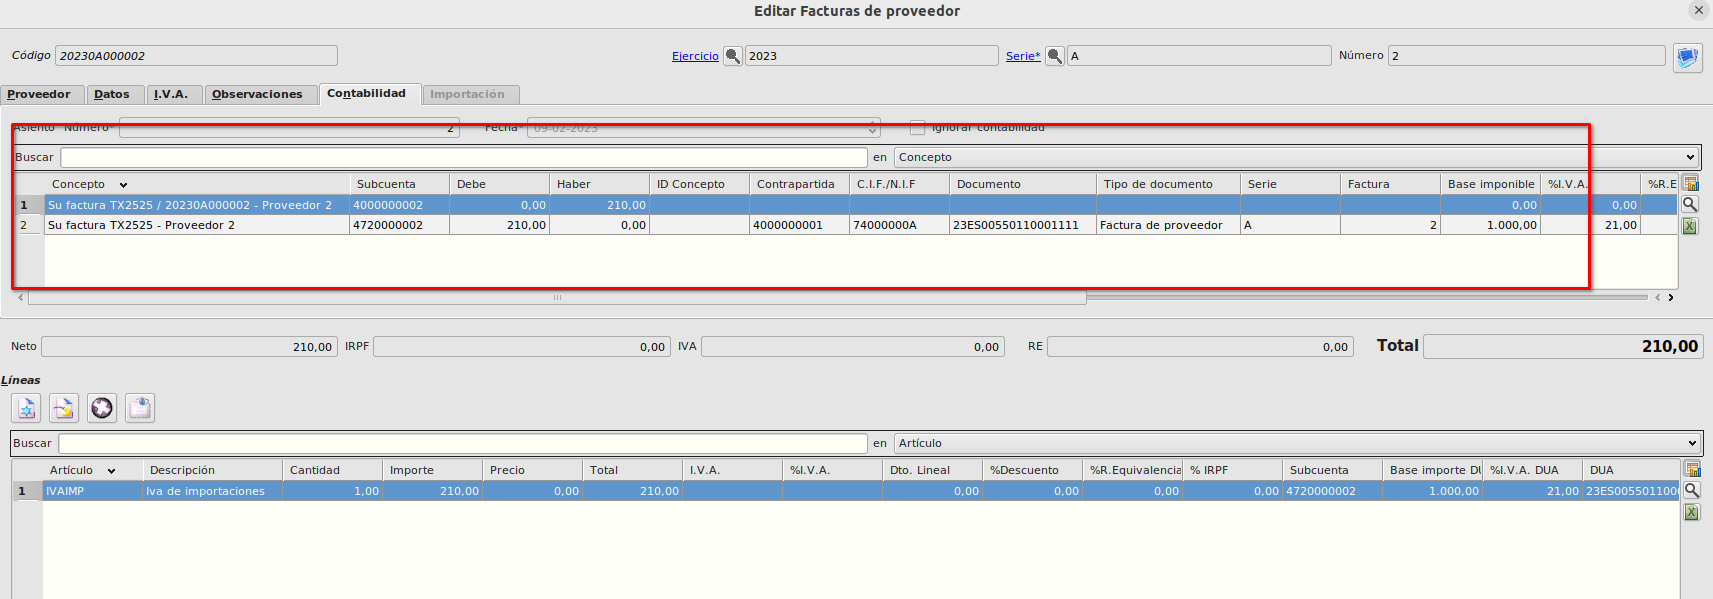 Editar Facturas de proveedor
Código 20230A000002 Ejercicio 2023 Serie* A Número 2
Proveedor Datos I.V.A. Observaciones Contabilidad Importación
Asiento Número* 2 Fecha* 09-02-2023 Ignorar contabilidad
Buscar en Concepto
Concepto Subcuenta Debe Haber ID Concepto Contrapartida C.I.F./N.I.F Documento Tipo de documento Serie Factura Base imponible %I.V.A. %R.E
1 Su factura TX2525 / 20230A000002 - Proveedor 2 4000000002 0,00 210,00 0,00 0,00
2 Su factura TX2525 - Proveedor 2 4720000002 210,00 0,00 4000000001 74000000A 23ES00550110001111 Factura de proveedor A 2 1.000,00 21,00
Neto 210,00 IRPF 0,00 IVA 0,00 RE 0,00 Total 210,00
Líneas
Buscar en Artículo
Artículo Descripción Cantidad Importe Precio Total I.V.A. %I.V.A. Dto. Lineal %Descuento %R.Equivalencia % IRPF Subcuenta Base importe DU %I.V.A. DUA DUA
1 IVAIMP Iva de importaciones 1,00 210,00 0,00 210,00 0,00 0,00 0,00 0,00 4720000002 1.000,00 21,00 23ES0055011000